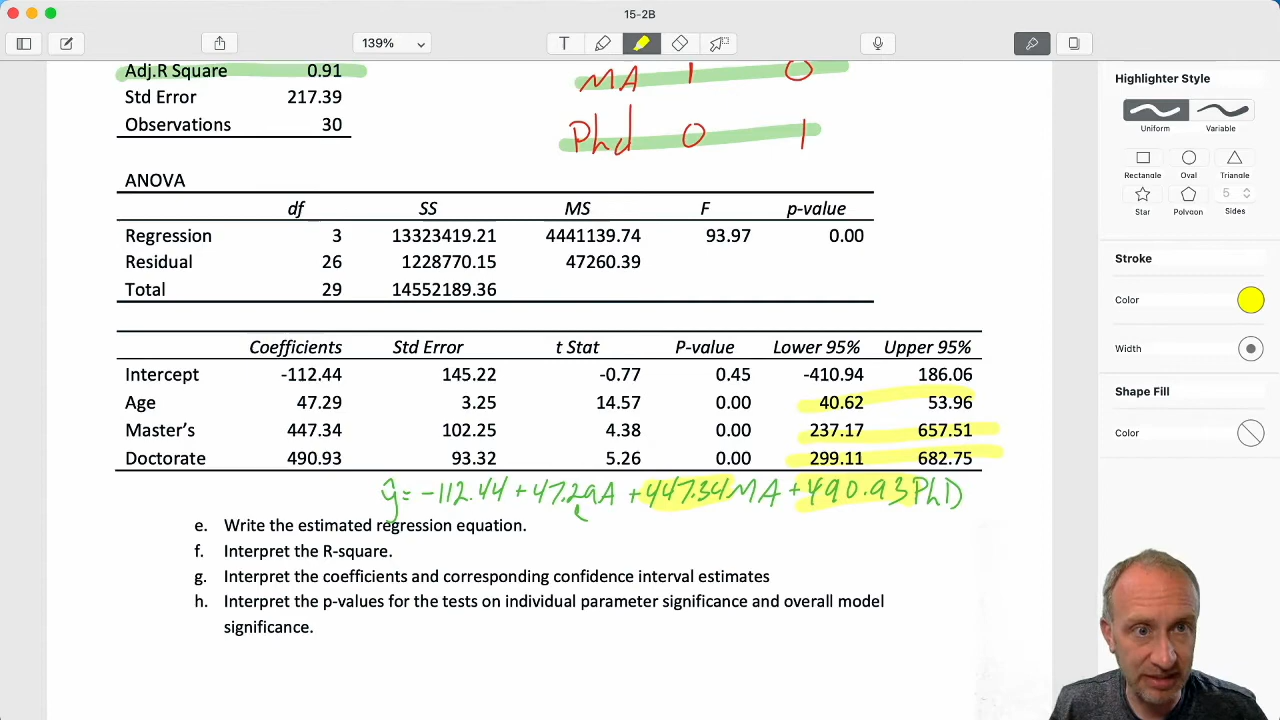 15-2B
139%
T
Adj.R Square 0.91
Std Error 217.39
Observations 30
MA 1 0
Phd 0 1
ANOVA
df SS MS F p-value
Regression 3 13323419.21 4441139.74 93.97 0.00
Residual 26 1228770.15 47260.39
Total 29 14552189.36
Coefficients Std Error t Stat P-value Lower 95% Upper 95%
Intercept -112.44 145.22 -0.77 0.45 -410.94 186.06
Age 47.29 3.25 14.57 0.00 40.62 53.96
Master's 447.34 102.25 4.38 0.00 237.17 657.51
Doctorate 490.93 93.32 5.26 0.00 299.11 682.75
ŷ = -112.44 + 47.29A + 447.34MA + 490.93PhD
e. Write the estimated regression equation.
f. Interpret the R-square.
g. Interpret the coefficients and corresponding confidence interval estimates
h. Interpret the p-values for the tests on individual parameter significance and overall model
significance.
Highlighter Style
Uniform Variable
Rectangle Oval Triangle
5
Star Polygon Sides
Stroke
Color
Width
Shape Fill
Color